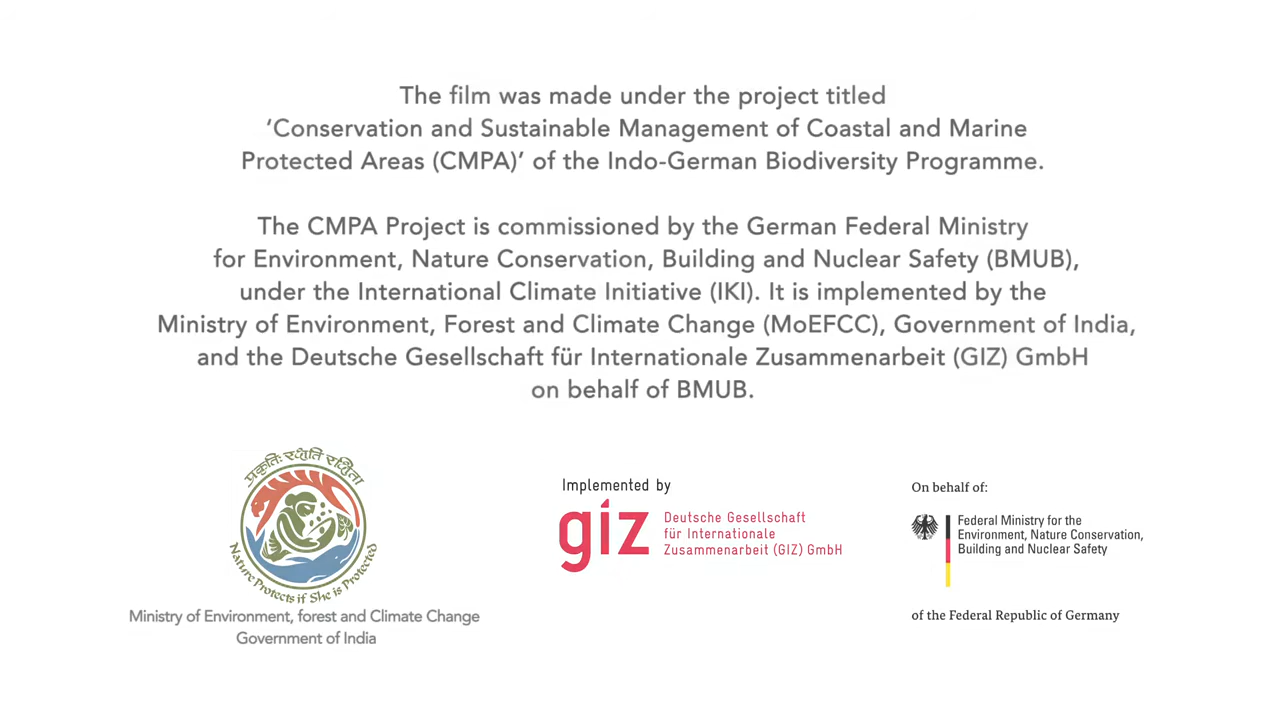 The film was made under the project titled
‘Conservation and Sustainable Management of Coastal and Marine
Protected Areas (CMPA)’ of the Indo-German Biodiversity Programme.
The CMPA Project is commissioned by the German Federal Ministry
for Environment, Nature Conservation, Building and Nuclear Safety (BMUB),
under the International Climate Initiative (IKI). It is implemented by the
Ministry of Environment, Forest and Climate Change (MoEFCC), Government of India,
and the Deutsche Gesellschaft für Internationale Zusammenarbeit (GIZ) GmbH
on behalf of BMUB.
प्रकृतिः रक्षति रक्षिता
Nature Protects if She is Protected
Ministry of Environment, forest and Climate Change
Government of India
Implemented by
giz
Deutsche Gesellschaft
für Internationale
Zusammenarbeit (GIZ) GmbH
On behalf of:
Federal Ministry for the
Environment, Nature Conservation,
Building and Nuclear Safety
of the Federal Republic of Germany